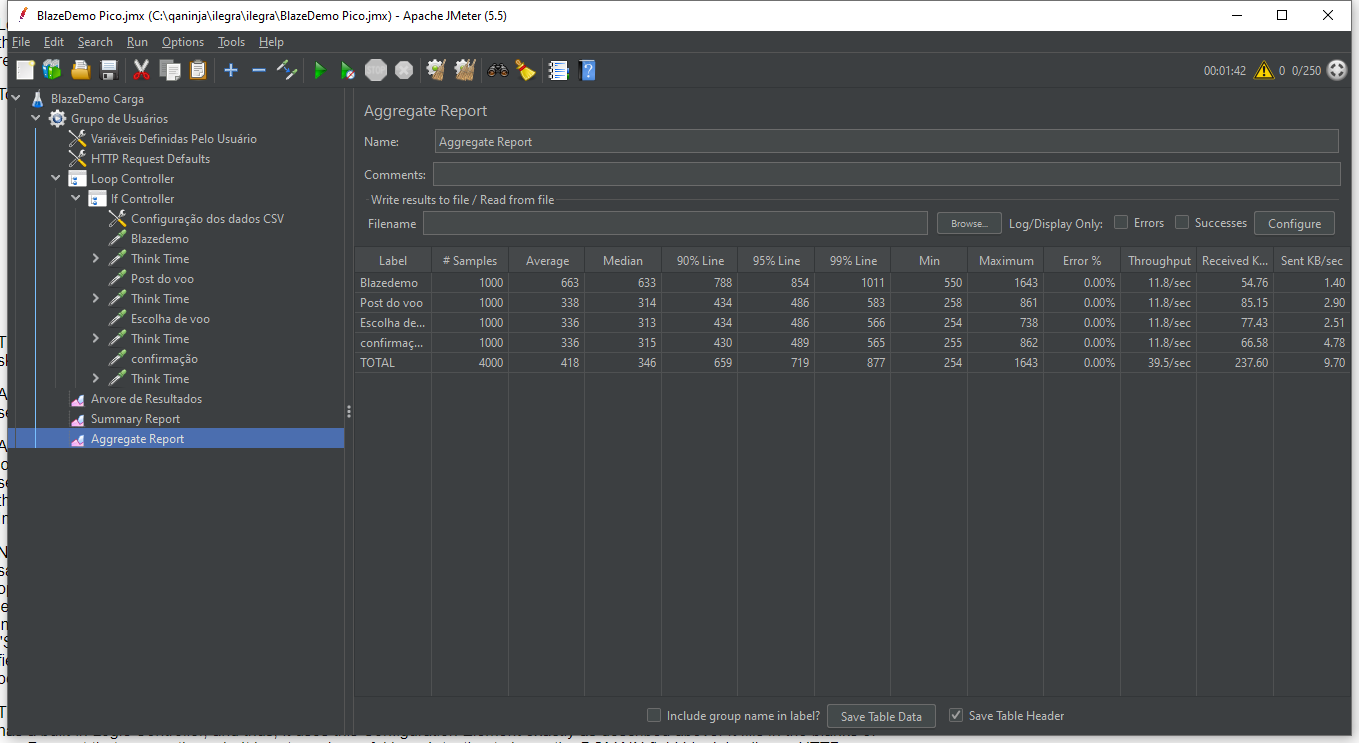 BlazeDemo Pico.jmx (C:\qaninja\ilegra\ilegra\BlazeDemo Pico.jmx) - Apache JMeter (5.5)
File Edit Search Run Options Tools Help
00:01:42 0 0/250
BlazeDemo Carga
Grupo de Usuários
Variáveis Definidas Pelo Usuário
HTTP Request Defaults
Loop Controller
If Controller
Configuração dos dados CSV
Blazedemo
Think Time
Post do voo
Think Time
Escolha de voo
Think Time
confirmação
Think Time
Arvore de Resultados
Summary Report
Aggregate Report
Aggregate Report
Name: Aggregate Report
Comments:
Write results to file / Read from file
Filename Browse... Log/Display Only: Errors Successes Configure
Label # Samples Average Median 90% Line 95% Line 99% Line Min Maximum Error % Throughput Received K... Sent KB/sec
Blazedemo 1000 663 633 788 854 1011 550 1643 0.00% 11.8/sec 54.76 1.40
Post do voo 1000 338 314 434 486 583 258 861 0.00% 11.8/sec 85.15 2.90
Escolha de... 1000 336 313 434 486 566 254 738 0.00% 11.8/sec 77.43 2.51
confirmaç... 1000 336 315 430 489 565 255 862 0.00% 11.8/sec 66.58 4.78
TOTAL 4000 418 346 659 719 877 254 1643 0.00% 39.5/sec 237.60 9.70
Include group name in label? Save Table Data Save Table Header